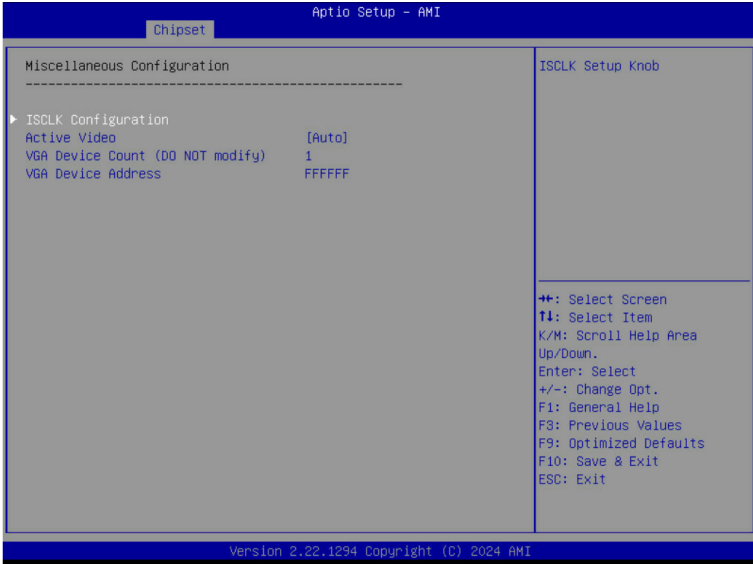 Aptio Setup – AMI
Chipset
Miscellaneous Configuration
--------------------------------------------------
▶ ISCLK Configuration
Active Video [Auto]
VGA Device Count (DO NOT modify) 1
VGA Device Address FFFFFF
ISCLK Setup Knob
→←: Select Screen
↑↓: Select Item
K/M: Scroll Help Area
Up/Down.
Enter: Select
+/-: Change Opt.
F1: General Help
F3: Previous Values
F9: Optimized Defaults
F10: Save & Exit
ESC: Exit
Version 2.22.1294 Copyright (C) 2024 AMI